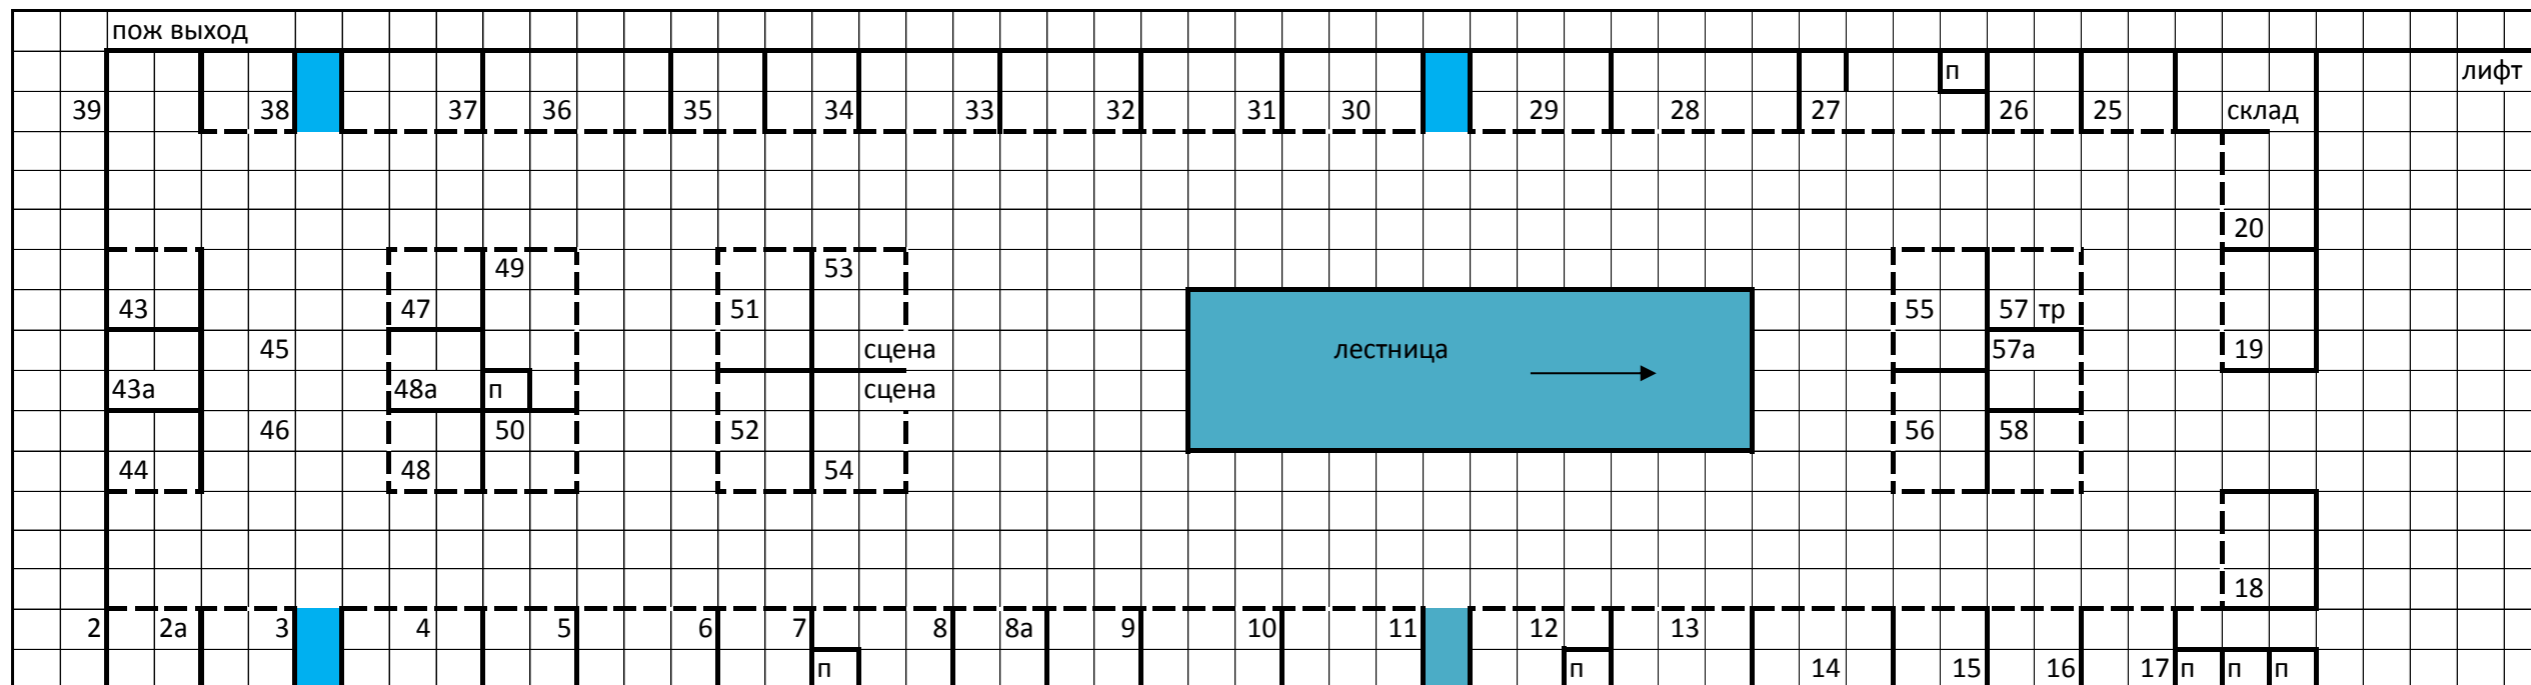 пож выход
п лифт
39 38 37 36 35 34 33 32 31 30 29 28 27 26 25 склад
20
49 53
43 47 51 55 57 тр
45 сцена лестница 57а 19
43а 48а п сцена
46 50 52 56 58
44 48 54
18
2 2а 3 4 5 6 7 8 8а 9 10 11 12 13
п п 14 15 16 17 п п п